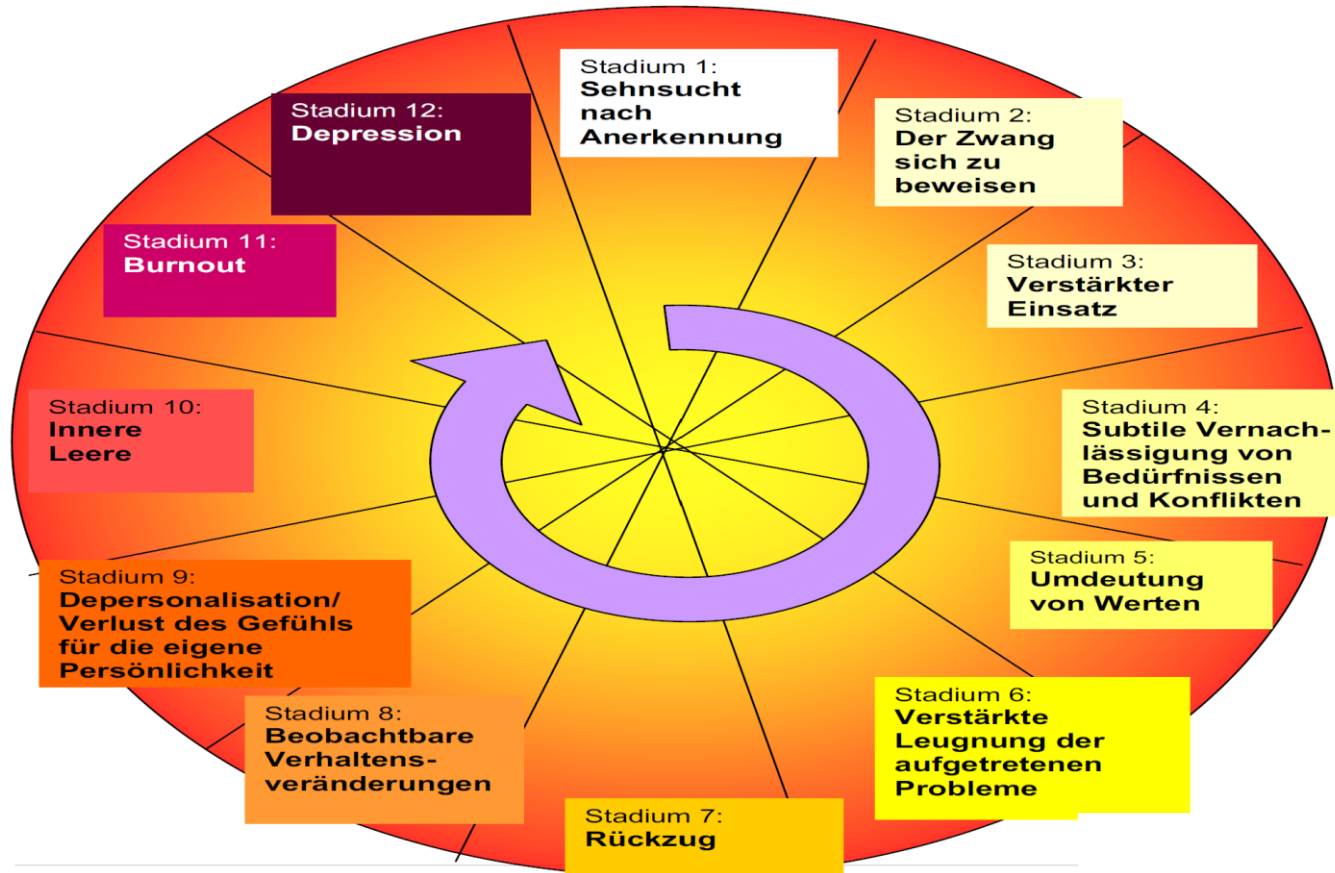 Stadium 1:
Sehnsucht
nach
Anerkennung
Stadium 2:
Der Zwang
sich zu
beweisen
Stadium 3:
Verstärkter
Einsatz
Stadium 4:
Subtile Vernach-
lässigung von
Bedürfnissen
und Konflikten
Stadium 5:
Umdeutung
von Werten
Stadium 6:
Verstärkte
Leugnung der
aufgetretenen
Probleme
Stadium 7:
Rückzug
Stadium 8:
Beobachtbare
Verhaltens-
veränderungen
Stadium 9:
Depersonalisation/
Verlust des Gefühls
für die eigene
Persönlichkeit
Stadium 10:
Innere
Leere
Stadium 11:
Burnout
Stadium 12:
Depression